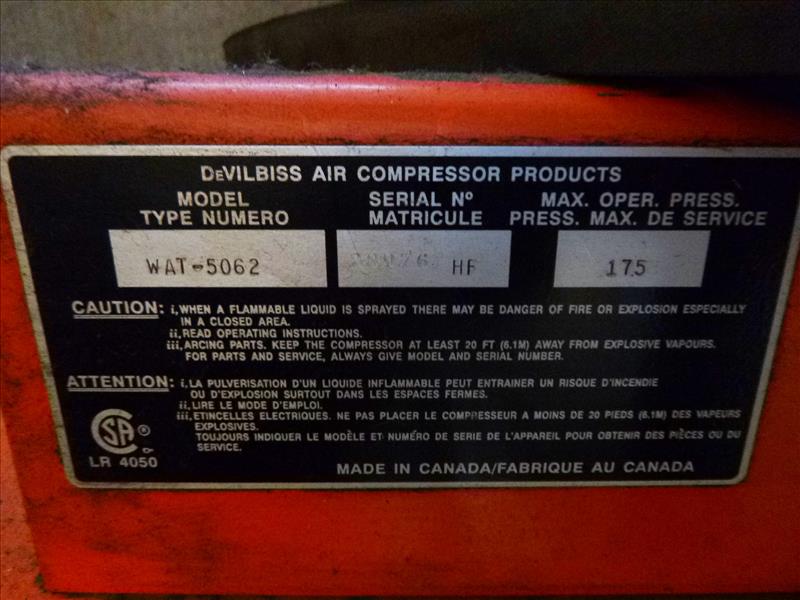 DEVILBISS AIR COMPRESSOR PRODUCTS
MODEL SERIAL Nº MAX. OPER. PRESS.
TYPE NUMERO MATRICULE PRESS. MAX. DE SERVICE
WAT-5062 HF 175
CAUTION: i, WHEN A FLAMMABLE LIQUID IS SPRAYED THERE MAY BE DANGER OF FIRE OR EXPLOSION ESPECIALLY
IN A CLOSED AREA.
ii, READ OPERATING INSTRUCTIONS.
iii, ARCING PARTS. KEEP THE COMPRESSOR AT LEAST 20 FT (6.1M) AWAY FROM EXPLOSIVE VAPOURS.
FOR PARTS AND SERVICE, ALWAYS GIVE MODEL AND SERIAL NUMBER.
ATTENTION: i, LA PULVERISATION D'UN LIQUIDE INFLAMMABLE PEUT ENTRAINER UN RISQUE D'INCENDIE
OU D'EXPLOSION SURTOUT DANS LES ESPACES FERMES.
ii, LIRE LE MODE D'EMPLOI.
iii, ETINCELLES ELECTRIQUES. NE PAS PLACER LE COMPRESSEUR A MOINS DE 20 PIEDS (6.1M) DES VAPEURS
EXPLOSIVES.
TOUJOURS INDIQUER LE MODÈLE ET NUMÉRO DE SERIE DE L'APPAREIL POUR OBTENIR DES PIÈCES OU DU
SERVICE.
CSA ®
LR 4050
MADE IN CANADA/FABRIQUE AU CANADA